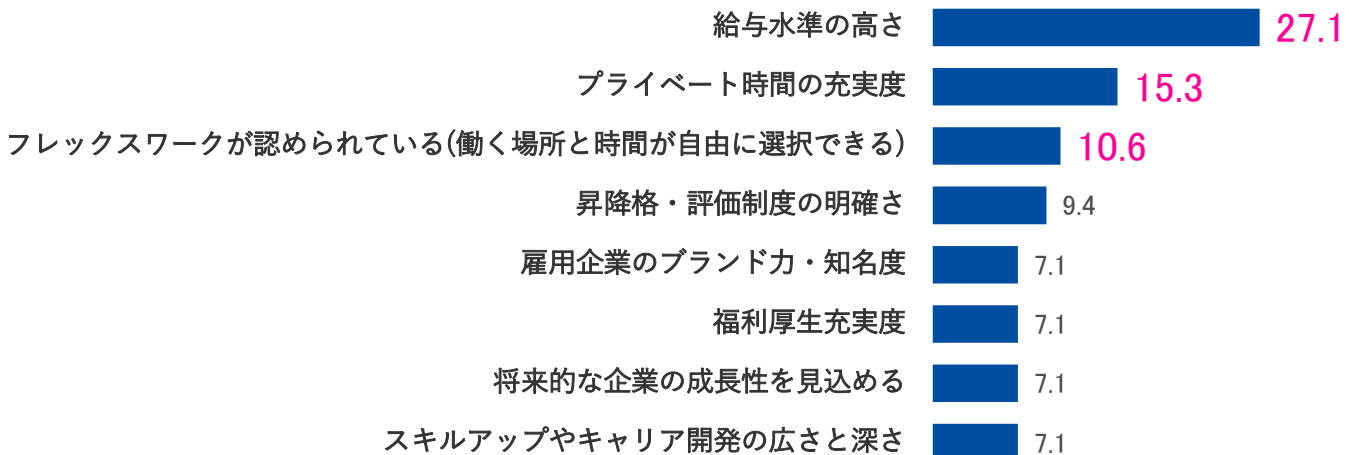 給与水準の高さ 27.1
プライベート時間の充実度 15.3
フレックスワークが認められている(働く場所と時間が自由に選択できる) 10.6
昇降格・評価制度の明確さ 9.4
雇用企業のブランド力・知名度 7.1
福利厚生充実度 7.1
将来的な企業の成長性を見込める 7.1
スキルアップやキャリア開発の広さと深さ 7.1